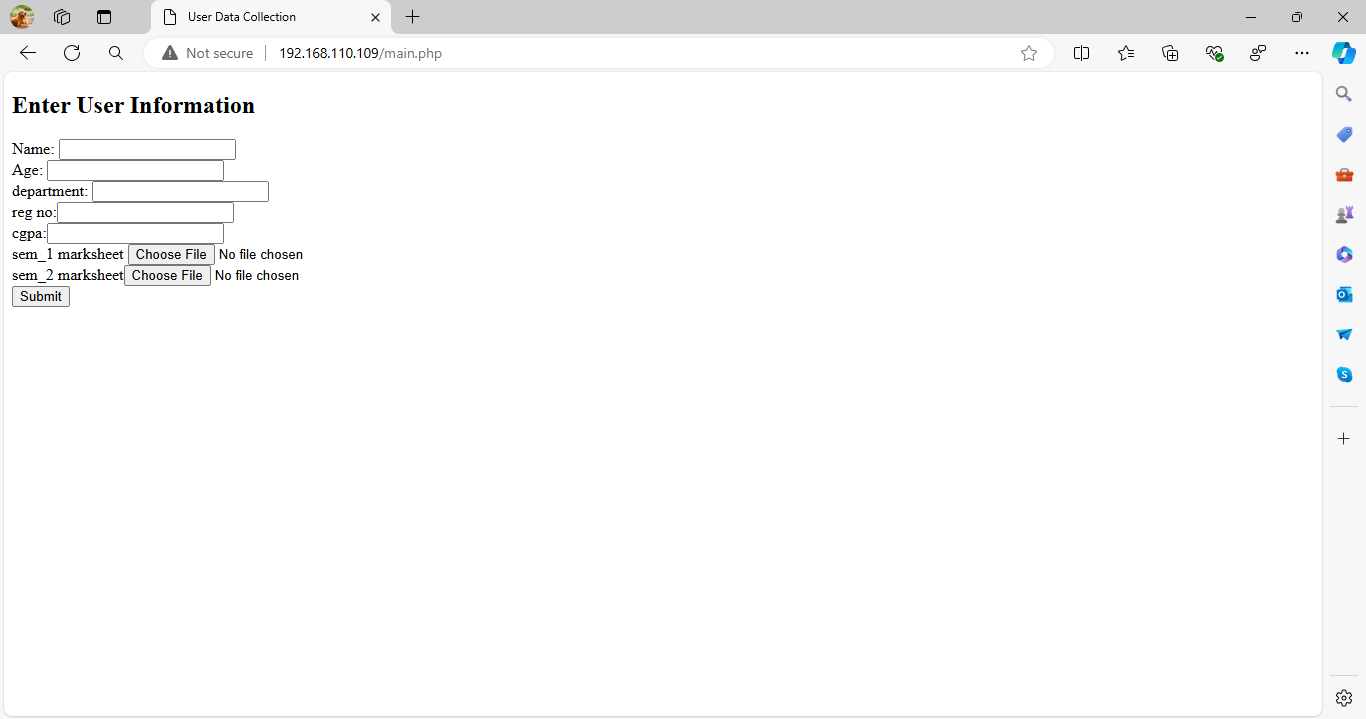 User Data Collection
Not secure 192.168.110.109/main.php
Enter User Information
Name:
Age:
department:
reg no:
cgpa:
sem_1 marksheet Choose File No file chosen
sem_2 marksheet Choose File No file chosen
Submit